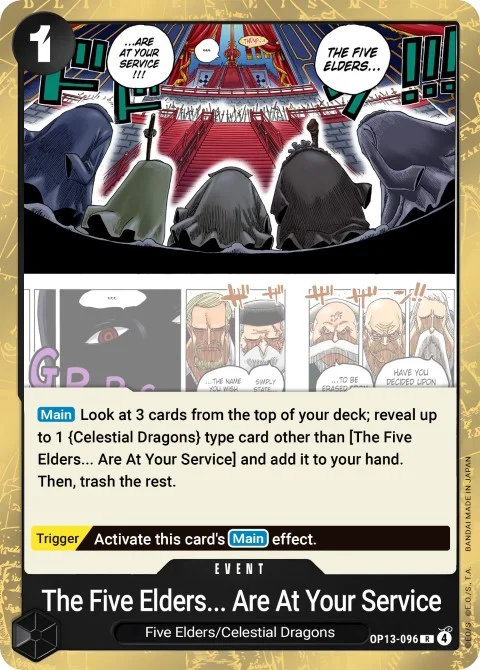 1
...ARE
AT YOUR
SERVICE
!!!
...
THE FIVE
ELDERS...
!!!
...
...THE NAME
YOU WISH
SIMPLY
STATE...
...TO BE
ERASED FROM
HAVE YOU
DECIDED UPON
Main Look at 3 cards from the top of your deck; reveal up
to 1 {Celestial Dragons} type card other than [The Five
Elders... Are At Your Service] and add it to your hand.
Then, trash the rest.
Trigger Activate this card's Main effect.
EVENT
The Five Elders... Are At Your Service
Five Elders/Celestial Dragons
OP13-096 R 4
©E.O./S., T.A. BANDAI MADE IN JAPAN